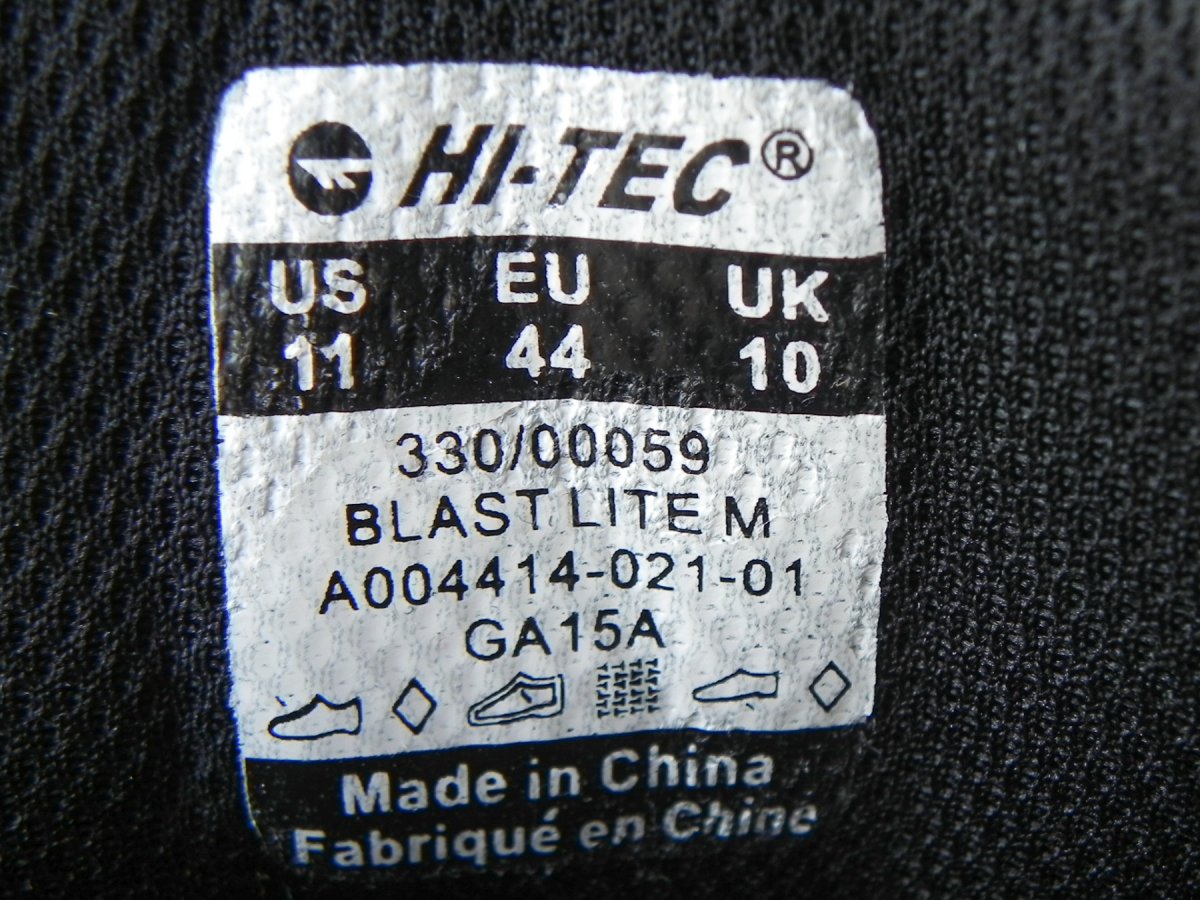 HI-TEC®
US EU UK
11 44 10
330/00059
BLAST LITE M
A004414-021-01
GA15A
Made in China
Fabriqué en Chine